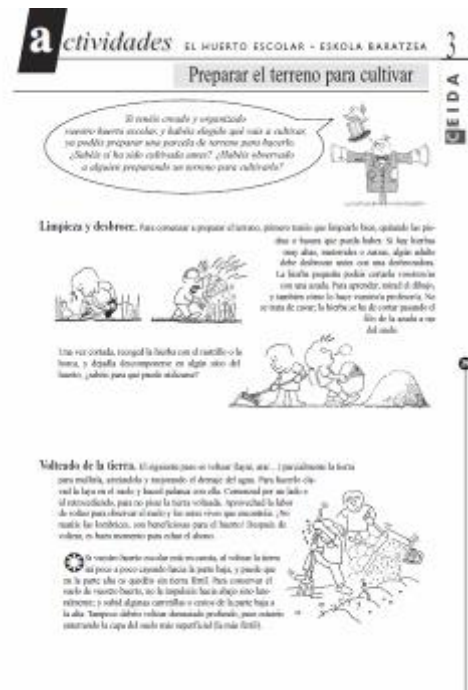 actividades EL HUERTO ESCOLAR - ESKOLA BARATZEA 3
Preparar el terreno para cultivar
CEIDA
Si tenéis creado y organizado
vuestro huerto escolar, y habéis elegido qué vais a cultivar,
ya podéis preparar una parcela de terreno para hacerlo.
¿Sabéis si ha sido cultivada antes? ¿Habéis observado
a alguien preparando un terreno para cultivarlo?
Limpieza y desbroce. Para comenzar a preparar el terreno, primero tenéis que limpiarlo bien, quitando las pie-
dras o basura que pueda haber. Si hay hierbas
muy altas, matorrales o zarzas, algún adulto
debe desbrozar antes con una desbrozadora.
La hierba pequeña podéis cortarla vosotros/as
con una azada. Para aprender, mirad el dibujo,
y también cómo lo hace vuestro/a profesor/a. No
se trata de cavar; la hierba se ha de cortar pasando el
filo de la azada a ras
del suelo.
Una vez cortada, recoged la hierba con el rastrillo o la
horca, y dejadla descomponerse en algún sitio del
huerto, ¿sabéis para qué puede utilizarse?
Volteado de la tierra. El siguiente paso es voltear (layar, arar...) parcialmente la tierra
para mullirla, aireándola y mejorando el drenaje del agua. Para hacerlo cla-
vad la laya en el suelo y haced palanca con ella. Comenzad por un lado e
id retrocediendo, para no pisar la tierra volteada. Aprovechad la labor
de volteo para observar el suelo y los seres vivos que encontréis. ¡No
matéis las lombrices, son beneficiosas para el huerto! Después de
voltear, es buen momento para echar el abono.
Si vuestro huerto escolar está en cuesta, al voltear la tierra
irá poco a poco cayendo hacia la parte baja, y puede que
en la parte alta os quedéis sin tierra fértil. Para conservar el
suelo de vuestro huerto, no lo impulséis hacia abajo sino late-
ralmente; y subid algunas carretillas o cestos de la parte baja a
la alta. Tampoco debéis voltear demasiado profundo, pues estaréis
enterrando la capa del suelo más superficial (la más fértil).